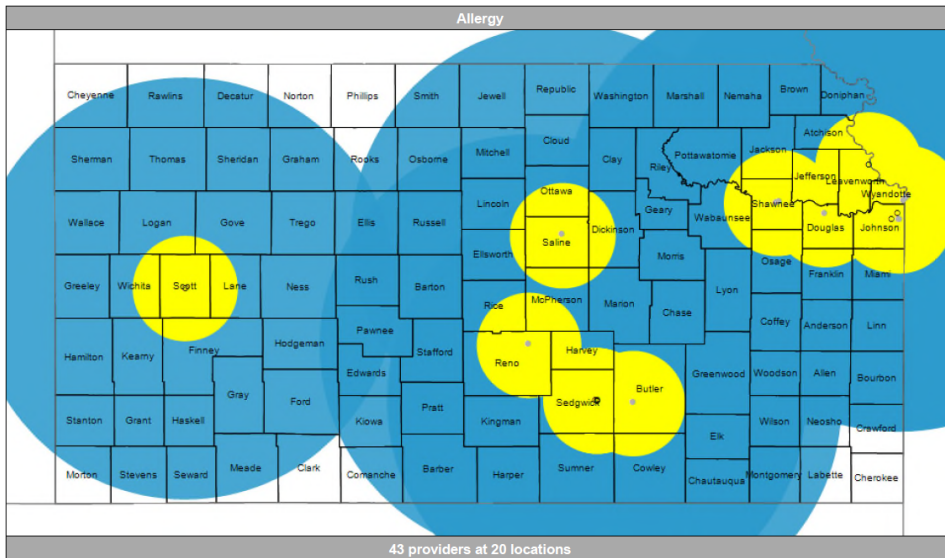 Allergy
Cheyenne Rawlins Decatur Norton Phillips Smith Jewell Republic Washington Marshall Nemaha Brown Doniphan
Sherman Thomas Sheridan Graham Rooks Osborne Mitchell Cloud Clay Riley Pottawatomie Jackson Atchison
Jefferson Leavenworth Wyandotte
Wallace Logan Gove Trego Ellis Russell Lincoln Ottawa Geary Wabaunsee Shawnee Douglas Johnson
Saline Dickinson
Ellsworth Morris Osage Franklin Miami
Greeley Wichita Scott Lane Ness Rush Barton Rice McPherson Marion Chase Lyon
Coffey Anderson Linn
Hamilton Kearny Finney Hodgeman Pawnee Stafford Reno Harvey
Edwards Butler Greenwood Woodson Allen Bourbon
Stanton Grant Haskell Gray Ford Kiowa Pratt Kingman Sedgwick Elk Wilson Neosho Crawford
Morton Stevens Seward Meade Clark Comanche Barber Harper Sumner Cowley Chautauqua Montgomery Labette Cherokee
43 providers at 20 locations